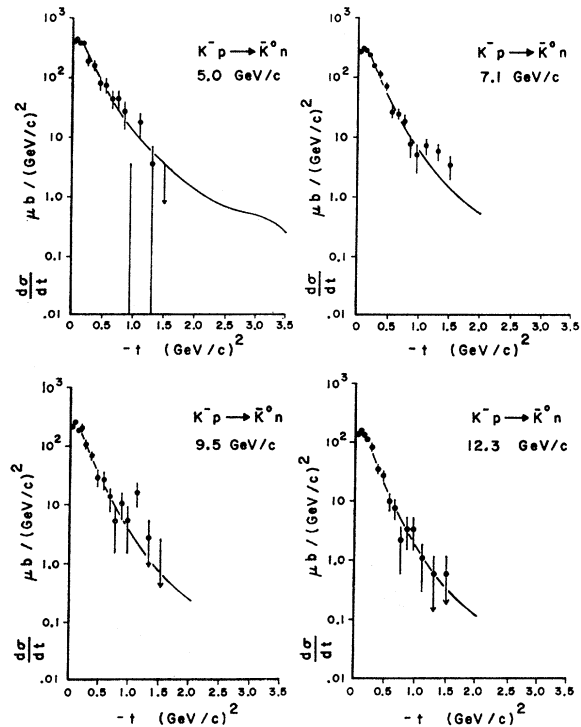 10³
10²
10
1.0
0.1
.01
μb / (GeV/c)²
dσ
dt
K⁻p ⟶ K̄⁰n
5.0 GeV/c
0 0.5 1.0 1.5 2.0 2.5 3.0 3.5
-t (GeV/c)²
10³
10²
10
1.0
0.1
.01
μb / (GeV/c)²
dσ
dt
K⁻p ⟶ K̄⁰n
7.1 GeV/c
0 0.5 1.0 1.5 2.0 2.5 3.0 3.5
-t (GeV/c)²
10³
10²
10
1.0
0.1
.01
μb / (GeV/c)²
dσ
dt
K⁻p ⟶ K̄⁰n
9.5 GeV/c
0 0.5 1.0 1.5 2.0 2.5 3.0 3.5
-t (GeV/c)²
10³
10²
10
1.0
0.1
.01
μb / (GeV/c)²
dσ
dt
K⁻p ⟶ K̄⁰n
12.3 GeV/c
0 0.5 1.0 1.5 2.0 2.5 3.0 3.5
-t (GeV/c)²